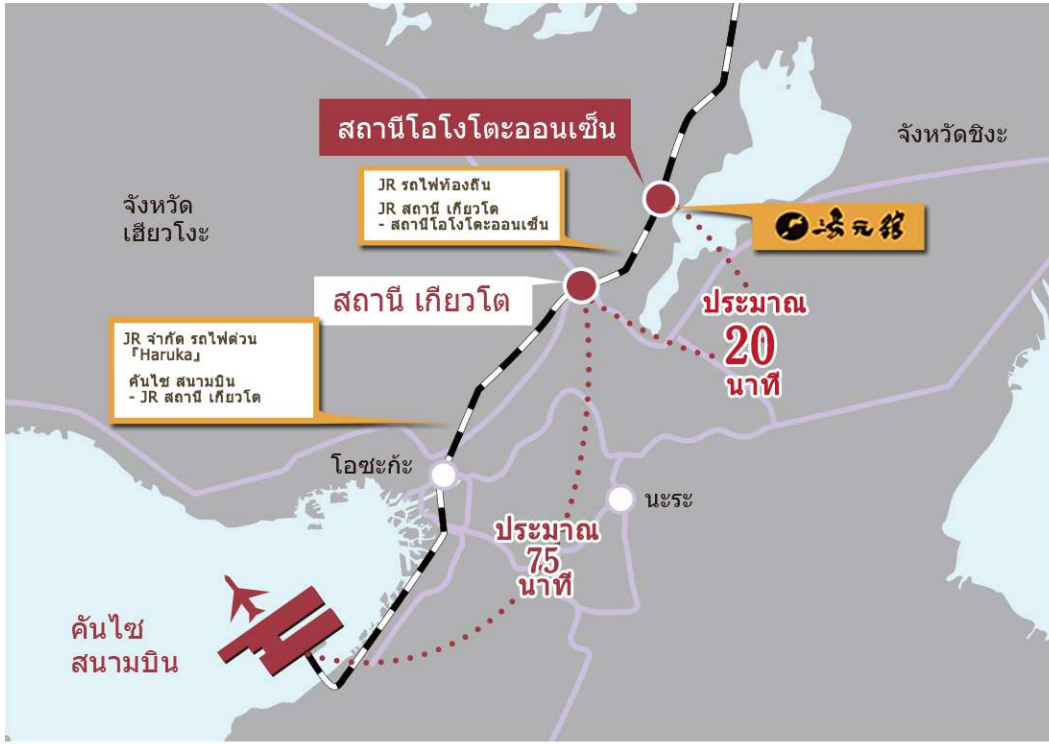 สถานีโอโงโตะออนเซ็น
จังหวัดชิงะ
JR รถไฟท้องถิน
JR สถานี เกียวโต
- สถานีโอโงโตะออนเซ็น
จังหวัด
เฮียวโงะ
湯元舘
สถานี เกียวโต
ประมาณ
20
นาที
JR จำกัด รถไฟด่วน
『Haruka』
คันไซ สนามบิน
- JR สถานี เกียวโต
โอซะก้ะ
นะระ
ประมาณ
75
นาที
คันไซ
สนามบิน